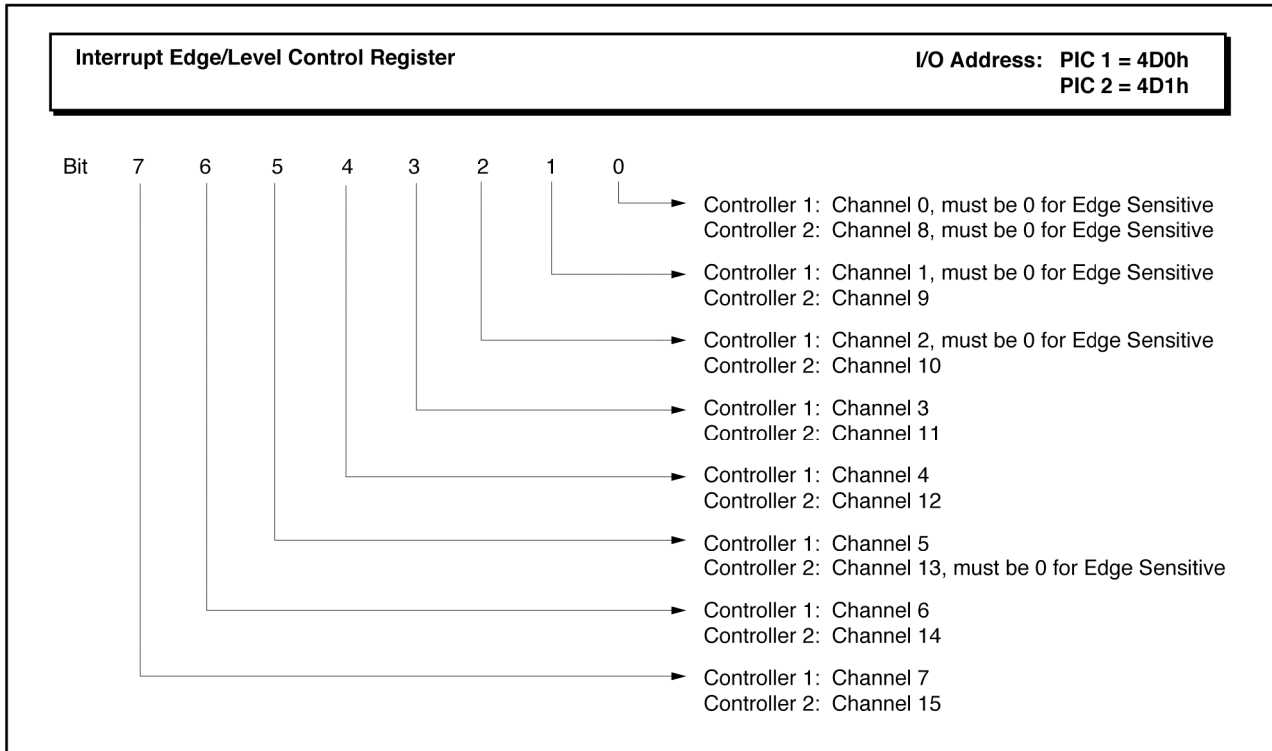 Interrupt Edge/Level Control Register
I/O Address: PIC 1 = 4D0h
PIC 2 = 4D1h
Bit 7 6 5 4 3 2 1 0
Controller 1: Channel 0, must be 0 for Edge Sensitive
Controller 2: Channel 8, must be 0 for Edge Sensitive
Controller 1: Channel 1, must be 0 for Edge Sensitive
Controller 2: Channel 9
Controller 1: Channel 2, must be 0 for Edge Sensitive
Controller 2: Channel 10
Controller 1: Channel 3
Controller 2: Channel 11
Controller 1: Channel 4
Controller 2: Channel 12
Controller 1: Channel 5
Controller 2: Channel 13, must be 0 for Edge Sensitive
Controller 1: Channel 6
Controller 2: Channel 14
Controller 1: Channel 7
Controller 2: Channel 15